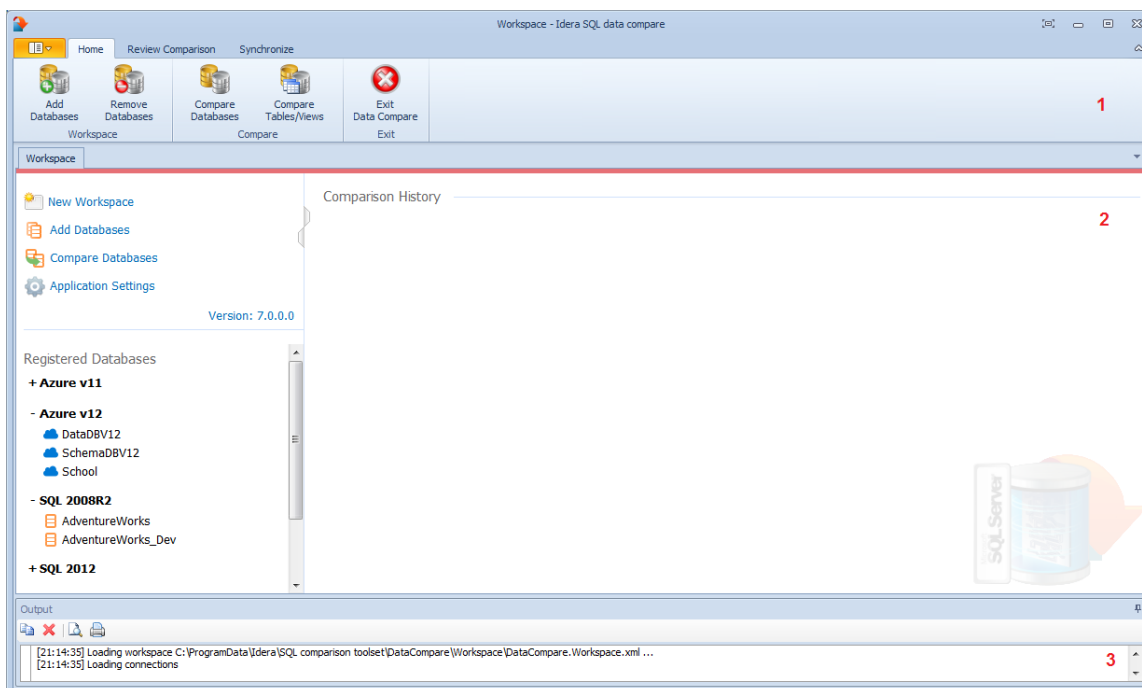 Workspace - Idera SQL data compare
Home Review Comparison Synchronize
Add Databases
Remove Databases
Compare Databases
Compare Tables/Views
Exit Data Compare
1
Workspace Compare Exit
Workspace
New Workspace
Add Databases
Compare Databases
Application Settings
Version: 7.0.0.0
Registered Databases
+ Azure v11
- Azure v12
DataDBV12
SchemaDBV12
School
- SQL 2008R2
AdventureWorks
AdventureWorks_Dev
+ SQL 2012
Comparison History
2
SQL Server
Output
[21:14:35] Loading workspace C:\ProgramData\Idera\SQL comparison toolset\DataCompare\Workspace\DataCompare.Workspace.xml ...
[21:14:35] Loading connections
3